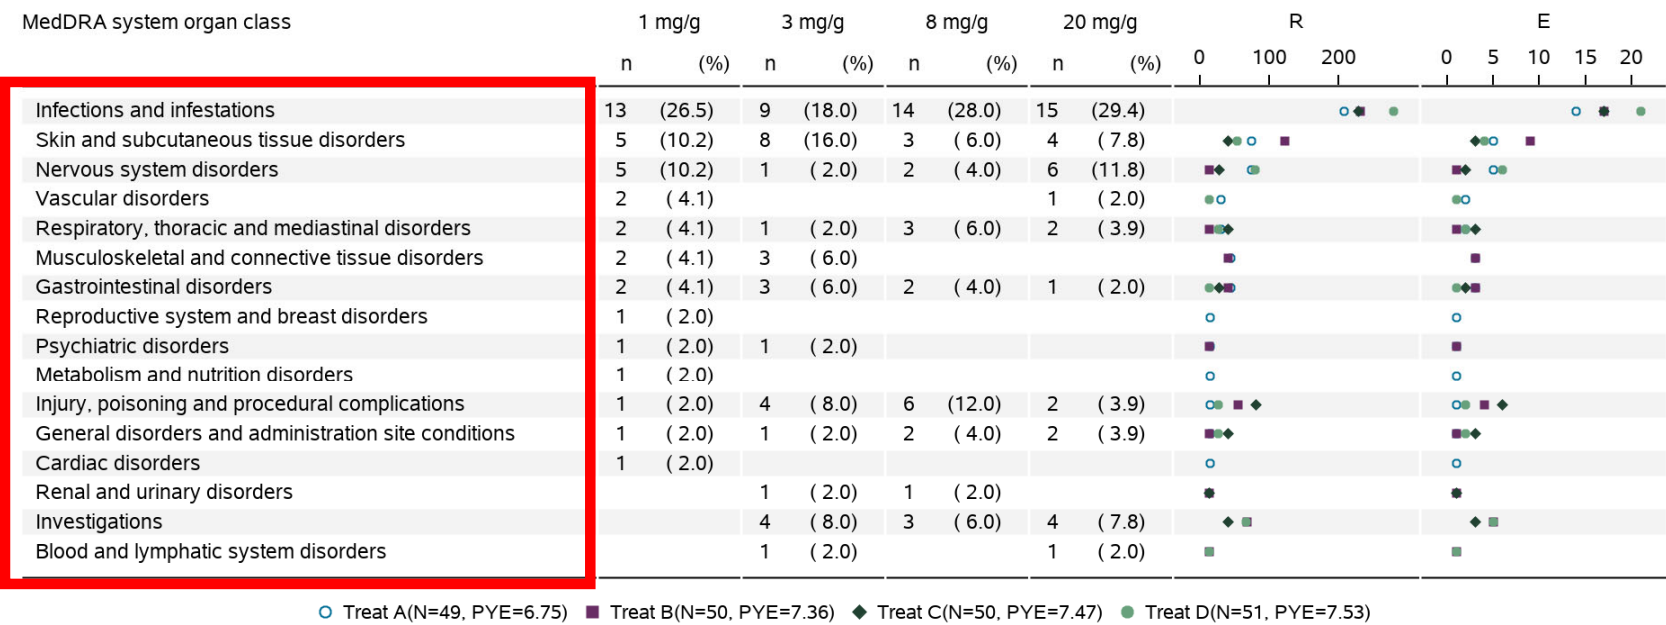 MedDRA system organ class 1 mg/g 3 mg/g 8 mg/g 20 mg/g R E
n (%) n (%) n (%) n (%) 0 100 200 0 5 10 15 20
Infections and infestations 13 (26.5) 9 (18.0) 14 (28.0) 15 (29.4)
Skin and subcutaneous tissue disorders 5 (10.2) 8 (16.0) 3 ( 6.0) 4 ( 7.8)
Nervous system disorders 5 (10.2) 1 ( 2.0) 2 ( 4.0) 6 (11.8)
Vascular disorders 2 ( 4.1) 1 ( 2.0)
Respiratory, thoracic and mediastinal disorders 2 ( 4.1) 1 ( 2.0) 3 ( 6.0) 2 ( 3.9)
Musculoskeletal and connective tissue disorders 2 ( 4.1) 3 ( 6.0)
Gastrointestinal disorders 2 ( 4.1) 3 ( 6.0) 2 ( 4.0) 1 ( 2.0)
Reproductive system and breast disorders 1 ( 2.0)
Psychiatric disorders 1 ( 2.0) 1 ( 2.0)
Metabolism and nutrition disorders 1 ( 2.0)
Injury, poisoning and procedural complications 1 ( 2.0) 4 ( 8.0) 6 (12.0) 2 ( 3.9)
General disorders and administration site conditions 1 ( 2.0) 1 ( 2.0) 2 ( 4.0) 2 ( 3.9)
Cardiac disorders 1 ( 2.0)
Renal and urinary disorders 1 ( 2.0) 1 ( 2.0)
Investigations 4 ( 8.0) 3 ( 6.0) 4 ( 7.8)
Blood and lymphatic system disorders 1 ( 2.0) 1 ( 2.0)
Treat A(N=49, PYE=6.75) Treat B(N=50, PYE=7.36) Treat C(N=50, PYE=7.47) Treat D(N=51, PYE=7.53)